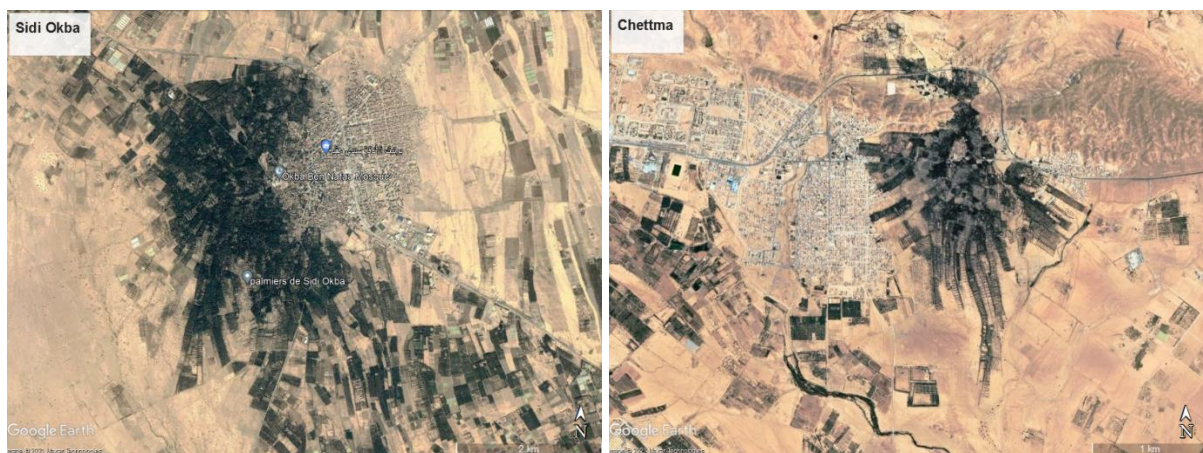 Sidi Okba
Okba Ben Nafaa Mosque
palmiers de Sidi Okba
Google Earth
2 km
N
Chettma
Google Earth
1 km
N